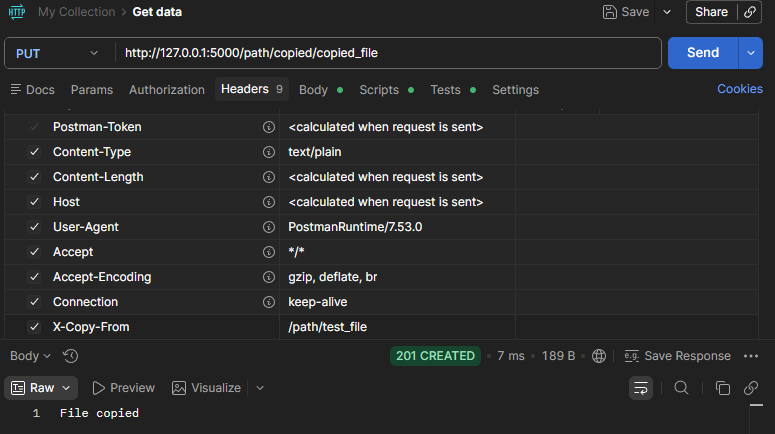 HTTP My Collection > Get data Save Share
PUT http://127.0.0.1:5000/path/copied/copied_file Send
Docs Params Authorization Headers 9 Body Scripts Tests Settings Cookies
Postman-Token <calculated when request is sent>
Content-Type text/plain
Content-Length <calculated when request is sent>
Host <calculated when request is sent>
User-Agent PostmanRuntime/7.53.0
Accept */*
Accept-Encoding gzip, deflate, br
Connection keep-alive
X-Copy-From /path/test_file
Body 201 CREATED • 7 ms • 189 B • e.g. Save Response
Raw Preview Visualize
1 File copied